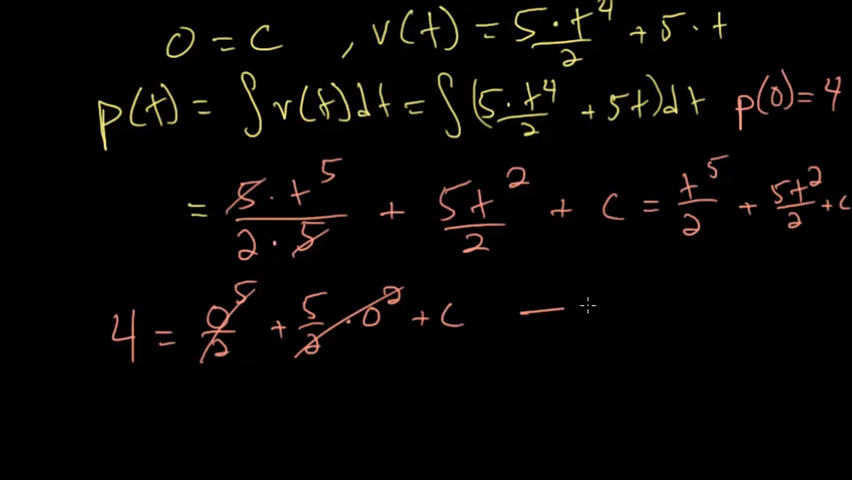 0 = C , v(t) = 5·t⁴/2 + 5·t
p(t) = ∫v(t)dt = ∫(5·t⁴/2 + 5t)dt p(0)=4
= 5·t⁵/2·5 + 5t²/2 + C = t⁵/2 + 5t²/2 + C
4 = 0⁵/2 + 5/2·0² + C —